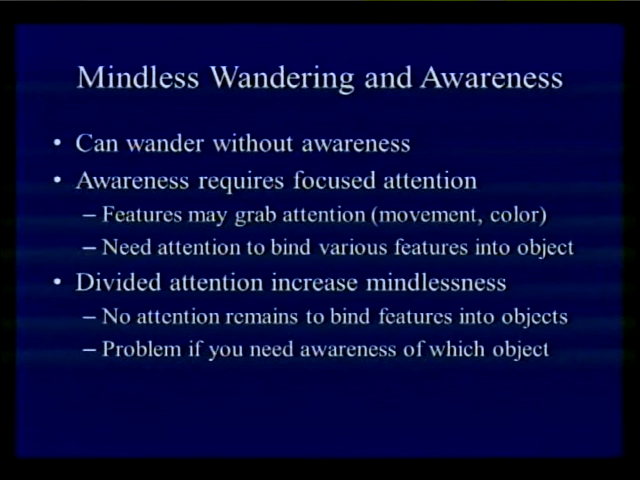 Mindless Wandering and Awareness
• Can wander without awareness
• Awareness requires focused attention
– Features may grab attention (movement, color)
– Need attention to bind various features into object
• Divided attention increase mindlessness
– No attention remains to bind features into objects
– Problem if you need awareness of which object